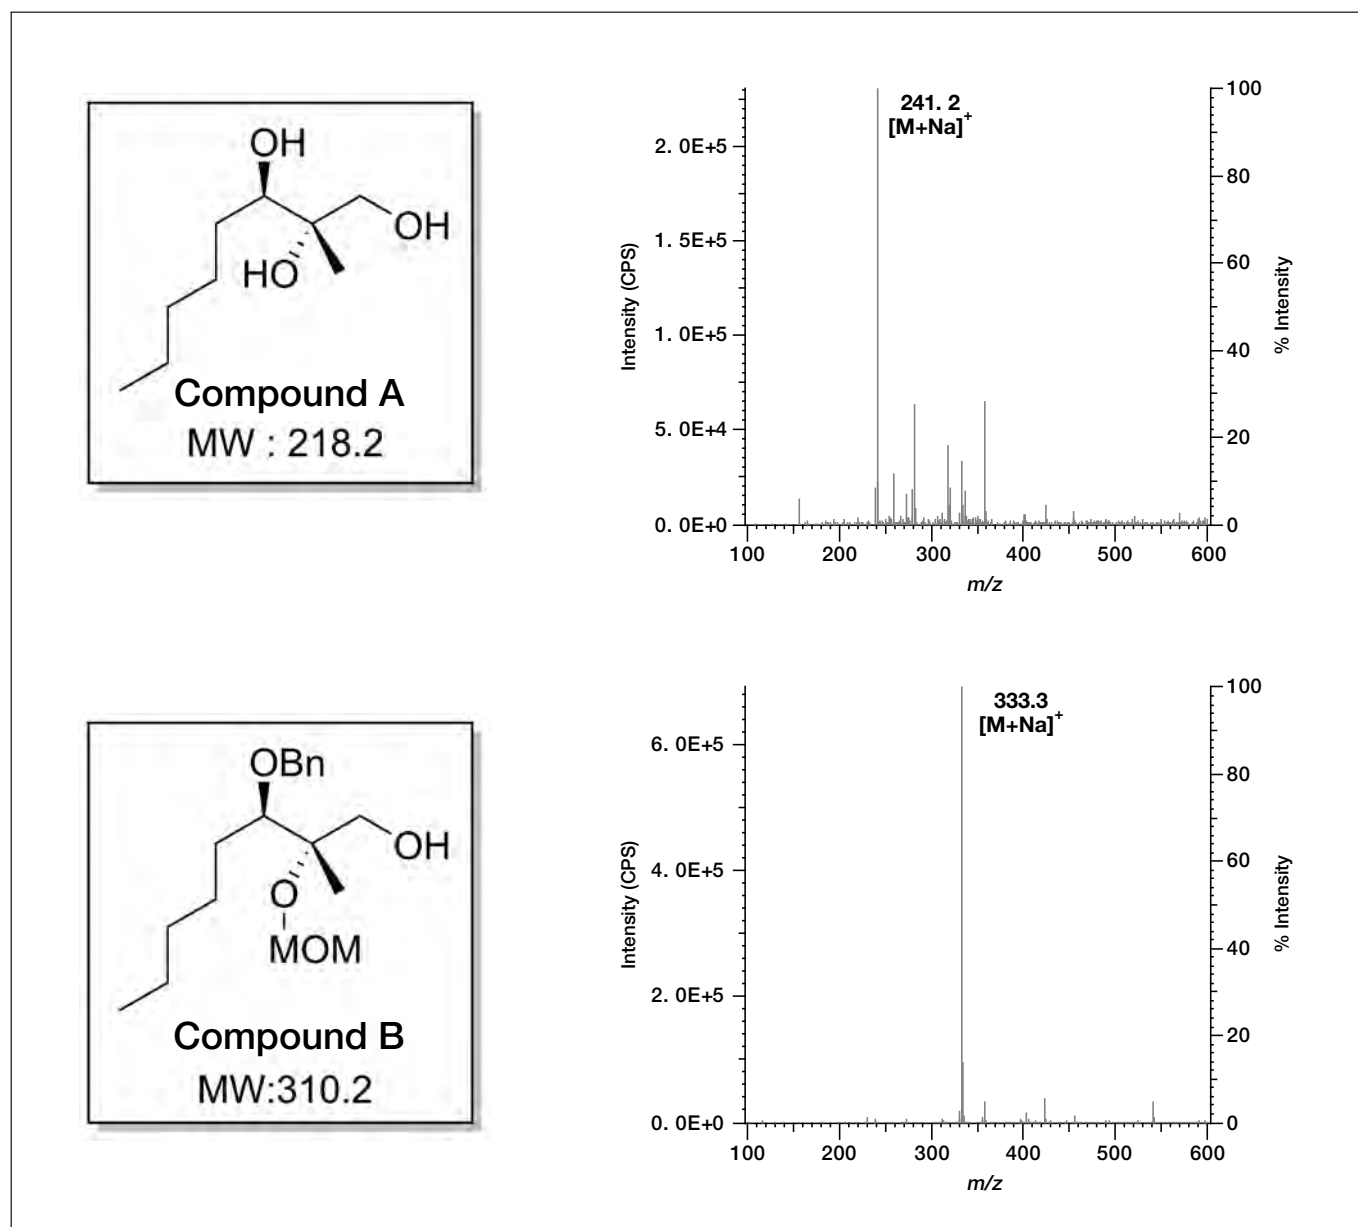 OH
OH
HO
Compound A
MW : 218.2
241. 2
[M+Na]+
2. 0E+5
1. 5E+5
1. 0E+5
5. 0E+4
0. 0E+0
Intensity (CPS)
100
80
60
40
20
0
% Intensity
100 200 300 400 500 600
m/z
OBn
OH
O
MOM
Compound B
MW:310.2
333.3
[M+Na]+
6. 0E+5
4. 0E+5
2. 0E+5
0. 0E+0
Intensity (CPS)
100
80
60
40
20
0
% Intensity
100 200 300 400 500 600
m/z